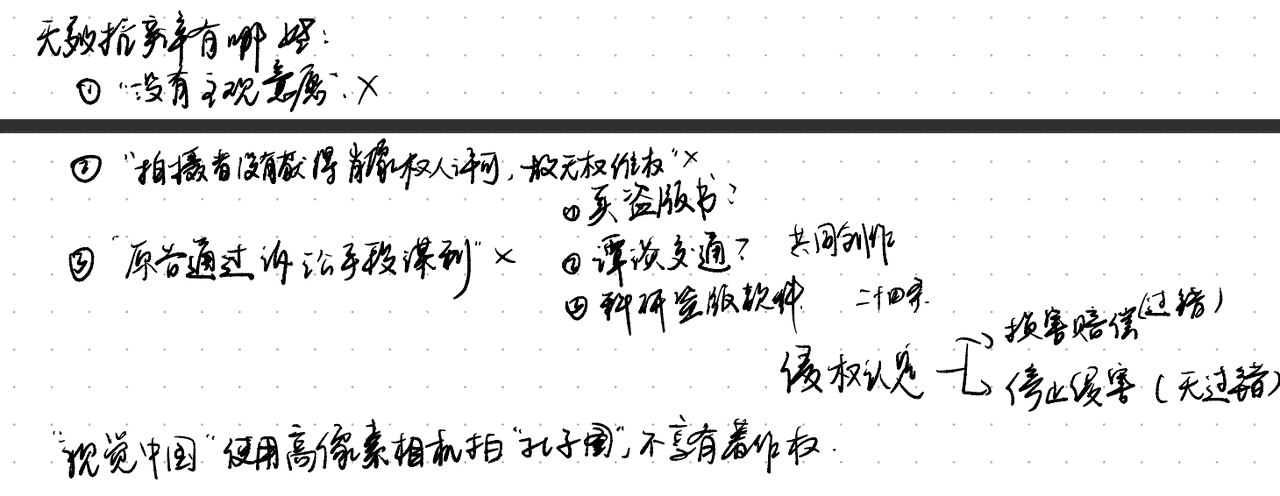 无效抗辩有哪些：
① “没有主观意愿”. ×
② “拍摄者没有获得肖像权人许可，故无权维权” ×
① 买盗版书？
③ “原告通过诉讼手段谋利” × ② 谭谈交通？ 共同创作
③ 科研盗版软件 二十四条.
侵权认定 损害赔偿（过错）
停止侵害（无过错）
“视觉中国”使用高像素相机拍“孔子图”，不享有著作权.